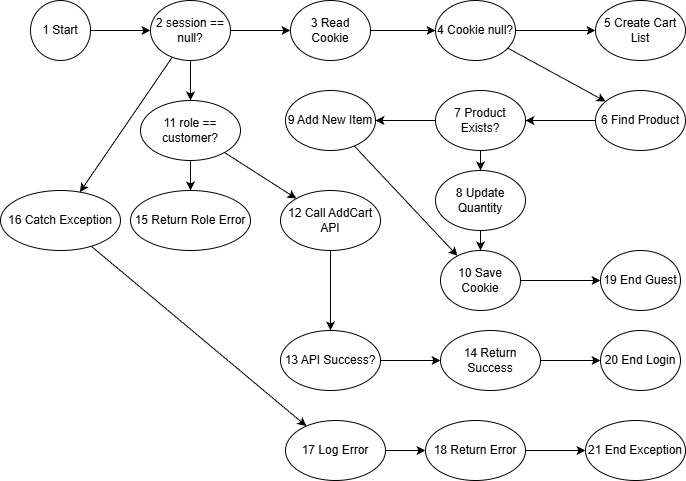 1 Start
2 session ==
null?
3 Read
Cookie
4 Cookie null?
5 Create Cart
List
11 role ==
customer?
9 Add New Item
7 Product
Exists?
6 Find Product
8 Update
Quantity
16 Catch Exception
15 Return Role Error
12 Call AddCart
API
10 Save
Cookie
19 End Guest
13 API Success?
14 Return
Success
20 End Login
17 Log Error
18 Return Error
21 End Exception